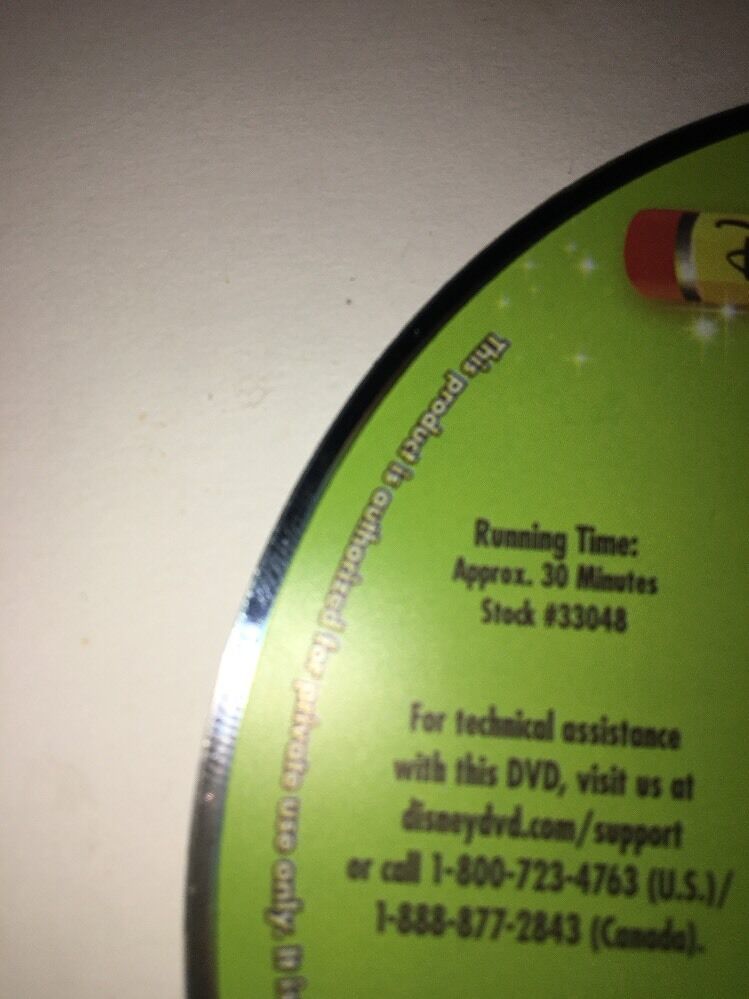 This product is authorized for private use only. It is
Running Time:
Approx. 30 Minutes
Stock #33048
For technical assistance
with this DVD, visit us at
disneydvd.com/support
or call 1-800-723-4763 (U.S.)/
1-888-877-2843 (Canada).